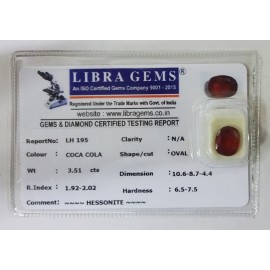 LIBRA GEMS®
An ISO Certified Gems Company 9001 - 2015
Registered Under the Trade Marks with Govt. of India
website://www.libragems.co.in
GEMS & DIAMOND CERTIFIED TESTING REPORT
ReportNo: LH 195 Clarity : N/A
Colour : COCA COLA Shape/cut : OVAL
Wt : 3.51 cts Dimension : 10.6-8.7-4.4
R.Index : 1.92-2.02 Hardness : 6.5-7.5
Comment : --- HESSONITE ---